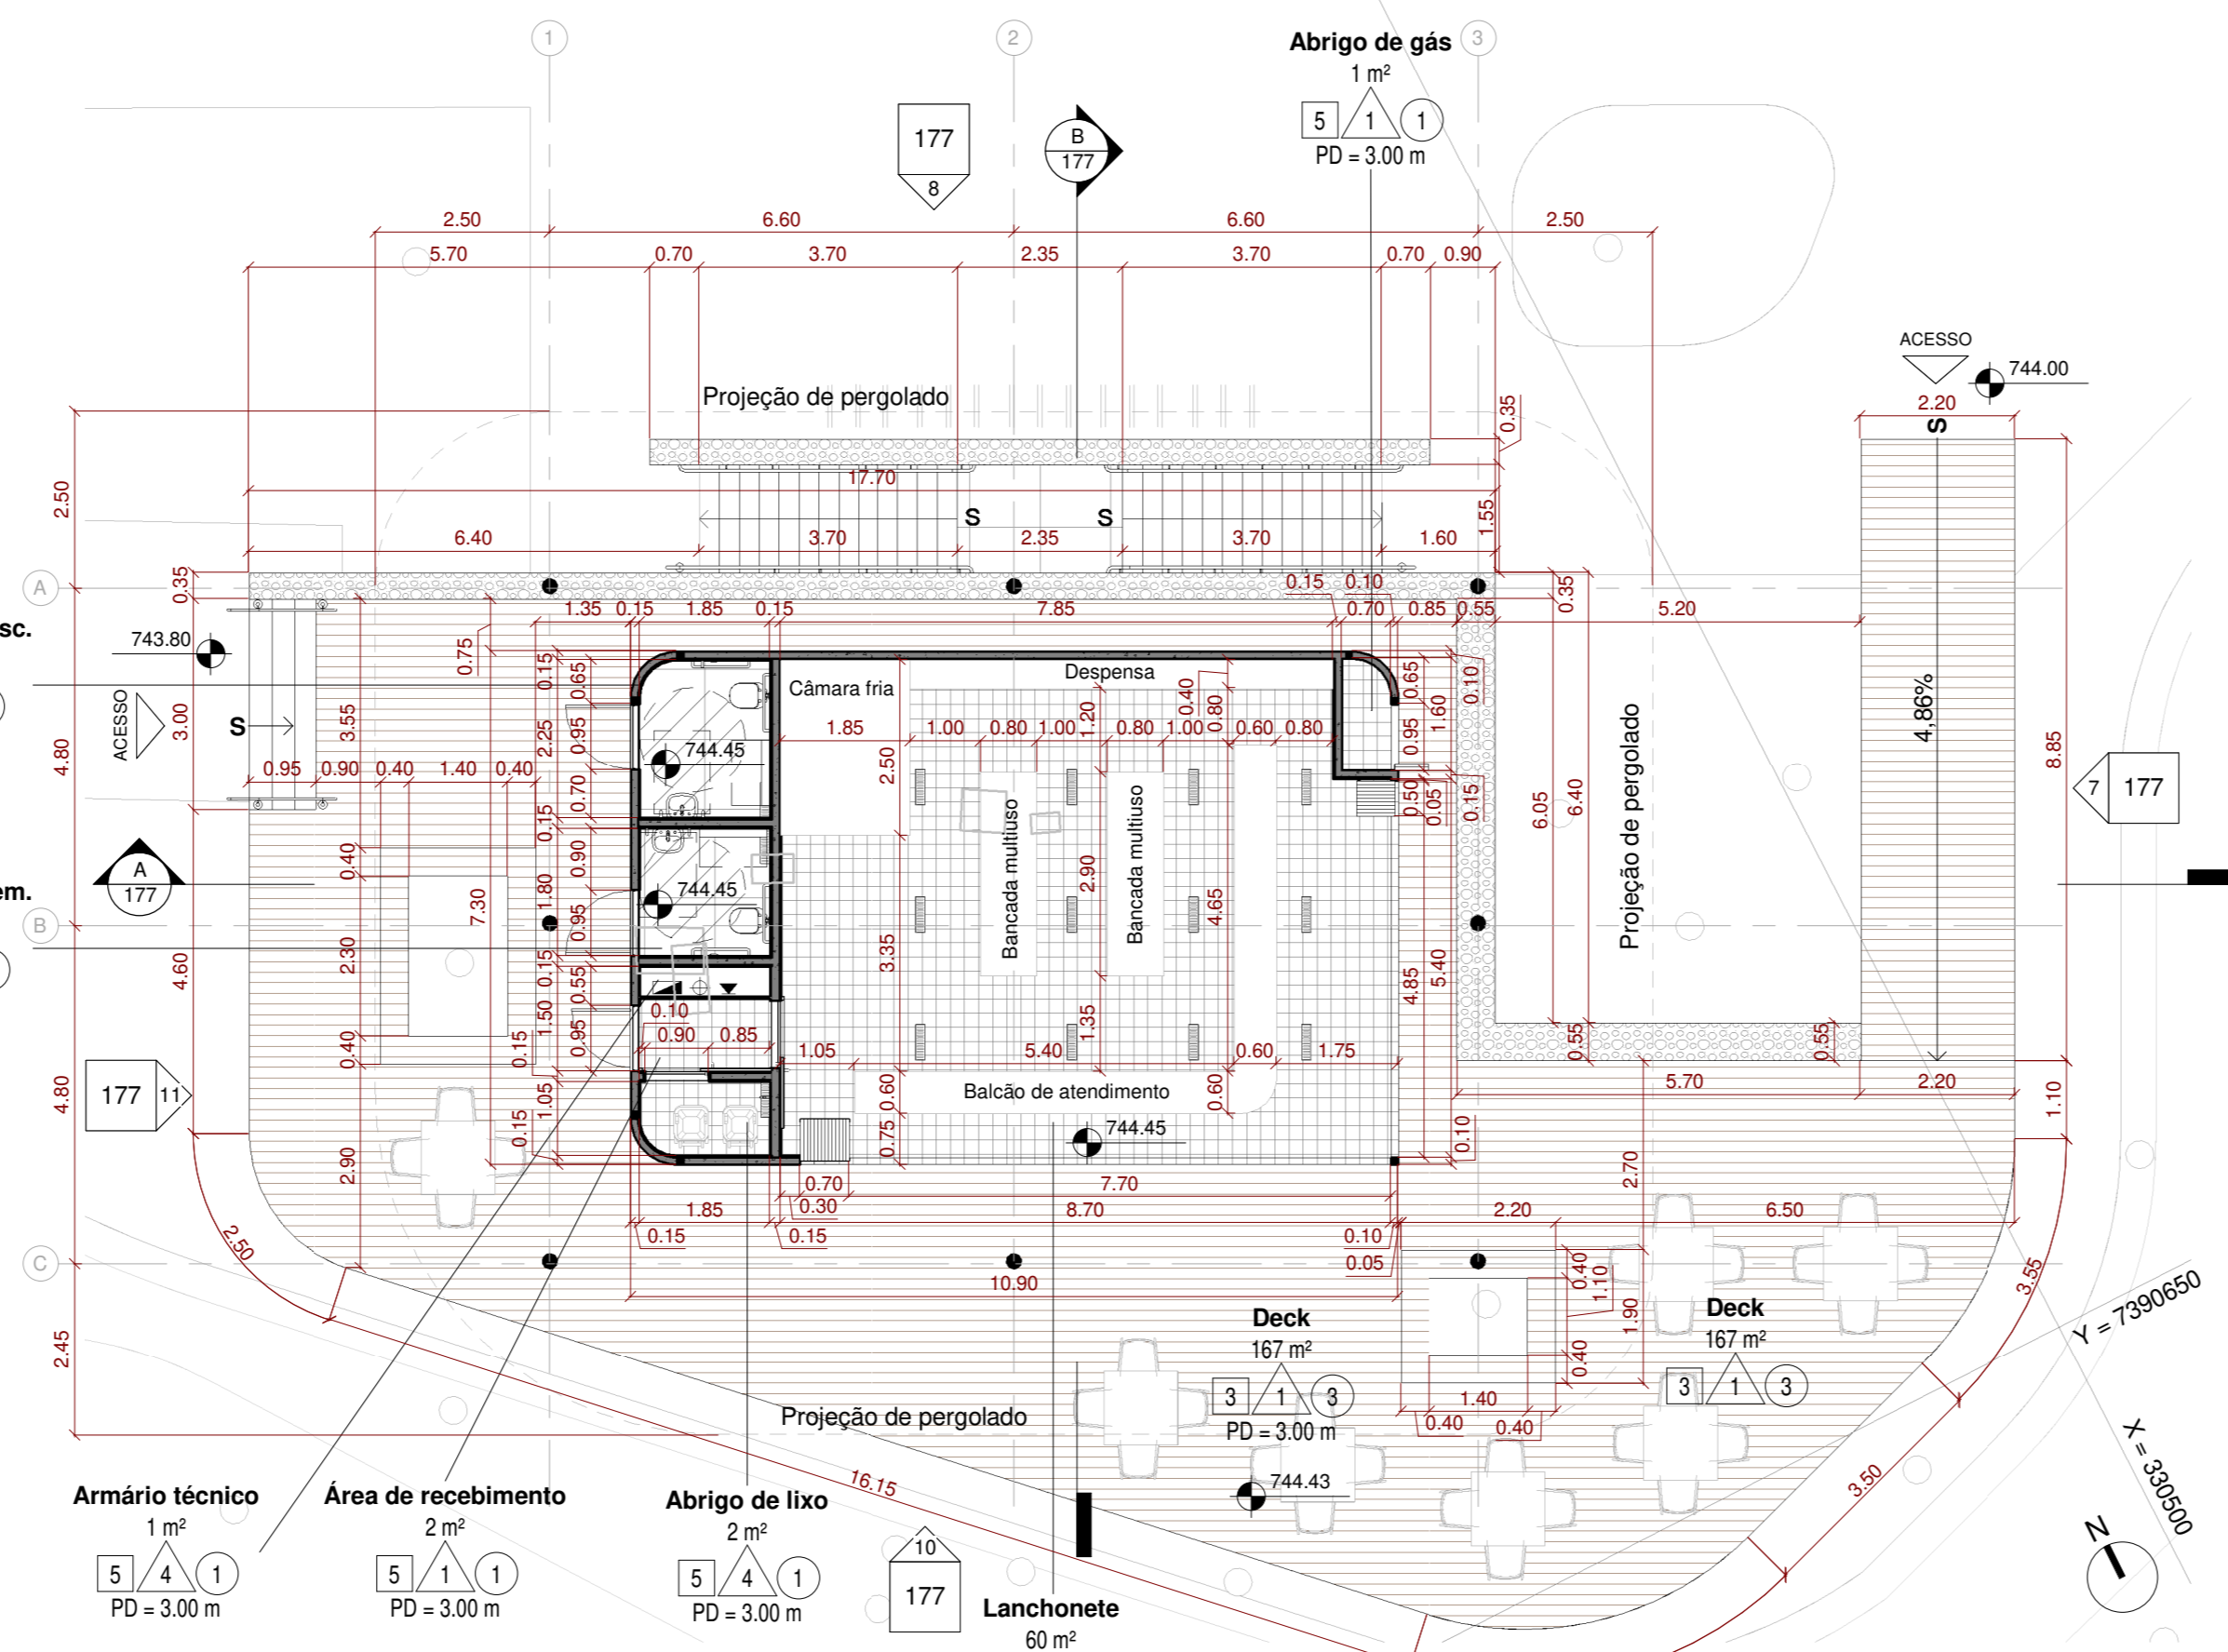 1
2
3
Abrigo de gás
1 m²
5 1 1
PD = 3.00 m
177
8
B
177
2.50 6.60 6.60 2.50
5.70 0.70 3.70 2.35 3.70 0.70 0.90
ACESSO
744.00
2.20
S
Projeção de pergolado
0.35
17.70
2.50
S S
1.55
6.40 3.70 2.35 3.70 1.60
A
0.35
0.15 0.10
0.35
1.35 0.15 1.85 0.15 7.85 0.70 0.85 0.55 5.20
sc.
743.80
0.75
0.15
0.65
Câmara fria
Despensa
0.40
0.80
0.65
0.10
1.60
ACESSO
3.00
S
3.55
2.25
0.95
744.45
1.85 1.00 0.80 1.00 1.20 0.80 1.00 0.60 0.80
0.95
4,86%
Projeção de pergolado
4.80
2.50
8.85
0.95 0.90 0.40 1.40 0.40
0.70
0.15
0.50
0.05
0.15
6.05
6.40
7
177
A
177
0.40
0.90
Bancada multiuso
Bancada multiuso
2.90
4.65
em.
7.30
1.80
744.45
B
0.95
4.60
2.30
3.35
0.15
0.55
4.85
5.40
1.50
0.10
0.90 0.85
0.95
0.40
0.15
1.35
1.05 5.40 0.60 1.75
0.55
0.55
177
11
4.80
1.05
0.60
Balcão de atendimento
0.60
5.70 2.20
1.10
0.15
0.75
744.45
0.10
2.90
2.70
0.70 7.70
0.30
1.85 8.70 2.20 6.50
0.15 0.15 0.10
2.50
C
0.05
10.90
0.40
1.10
3.55
Y = 7390650
Deck
167 m²
3 1 3
PD = 3.00 m
1.90
Deck
167 m²
3 1 3
0.40
2.45
1.40
0.40 0.40
Projeção de pergolado
X = 330500
16.15
744.43
3.50
Armário técnico
1 m²
5 4 1
PD = 3.00 m
Área de recebimento
2 m²
5 1 1
PD = 3.00 m
Abrigo de lixo
2 m²
5 4 1
PD = 3.00 m
10
177
Lanchonete
60 m²
N